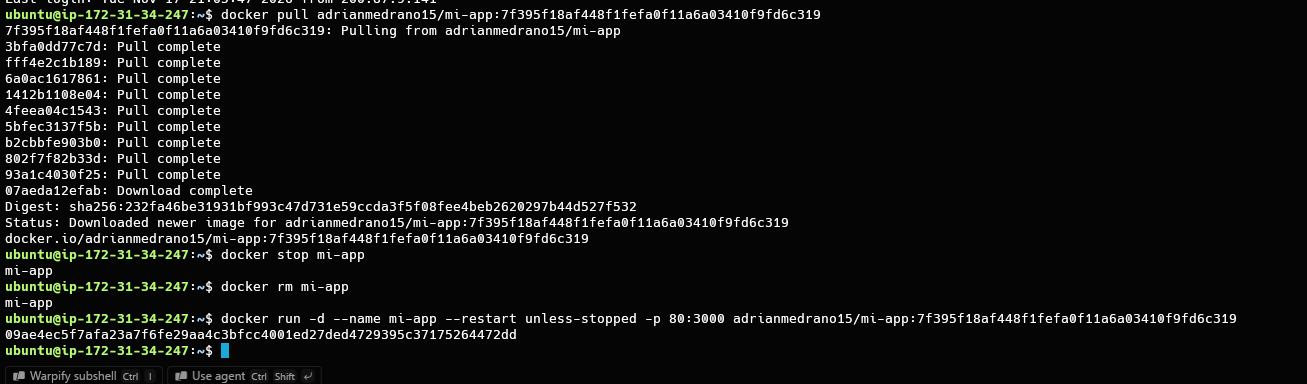 ubuntu@ip-172-31-34-247:~$ docker pull adrianmedrano15/mi-app:7f395f18af448f1fefa0f11a6a03410f9fd6c319
7f395f18af448f1fefa0f11a6a03410f9fd6c319: Pulling from adrianmedrano15/mi-app
3bfa0dd77c7d: Pull complete
fff4e2c1b189: Pull complete
6a0ac1617861: Pull complete
1412b1108e04: Pull complete
4feea04c1543: Pull complete
5bfec3137f5b: Pull complete
b2cbbfe903b0: Pull complete
802f7f82b33d: Pull complete
93a1c4030f25: Pull complete
07aeda12efab: Download complete
Digest: sha256:232fa46be31931bf993c47d731e59ccda3f5f08fee4beb2620297b44d527f532
Status: Downloaded newer image for adrianmedrano15/mi-app:7f395f18af448f1fefa0f11a6a03410f9fd6c319
docker.io/adrianmedrano15/mi-app:7f395f18af448f1fefa0f11a6a03410f9fd6c319
ubuntu@ip-172-31-34-247:~$ docker stop mi-app
mi-app
ubuntu@ip-172-31-34-247:~$ docker rm mi-app
mi-app
ubuntu@ip-172-31-34-247:~$ docker run -d --name mi-app --restart unless-stopped -p 80:3000 adrianmedrano15/mi-app:7f395f18af448f1fefa0f11a6a03410f9fd6c319
09ae4ec5f7afa23a7f6fe29aa4c3bfcc4001ed27ded4729395c37175264472dd
ubuntu@ip-172-31-34-247:~$
Warpify subshell Ctrl I Use agent Ctrl Shift ↵